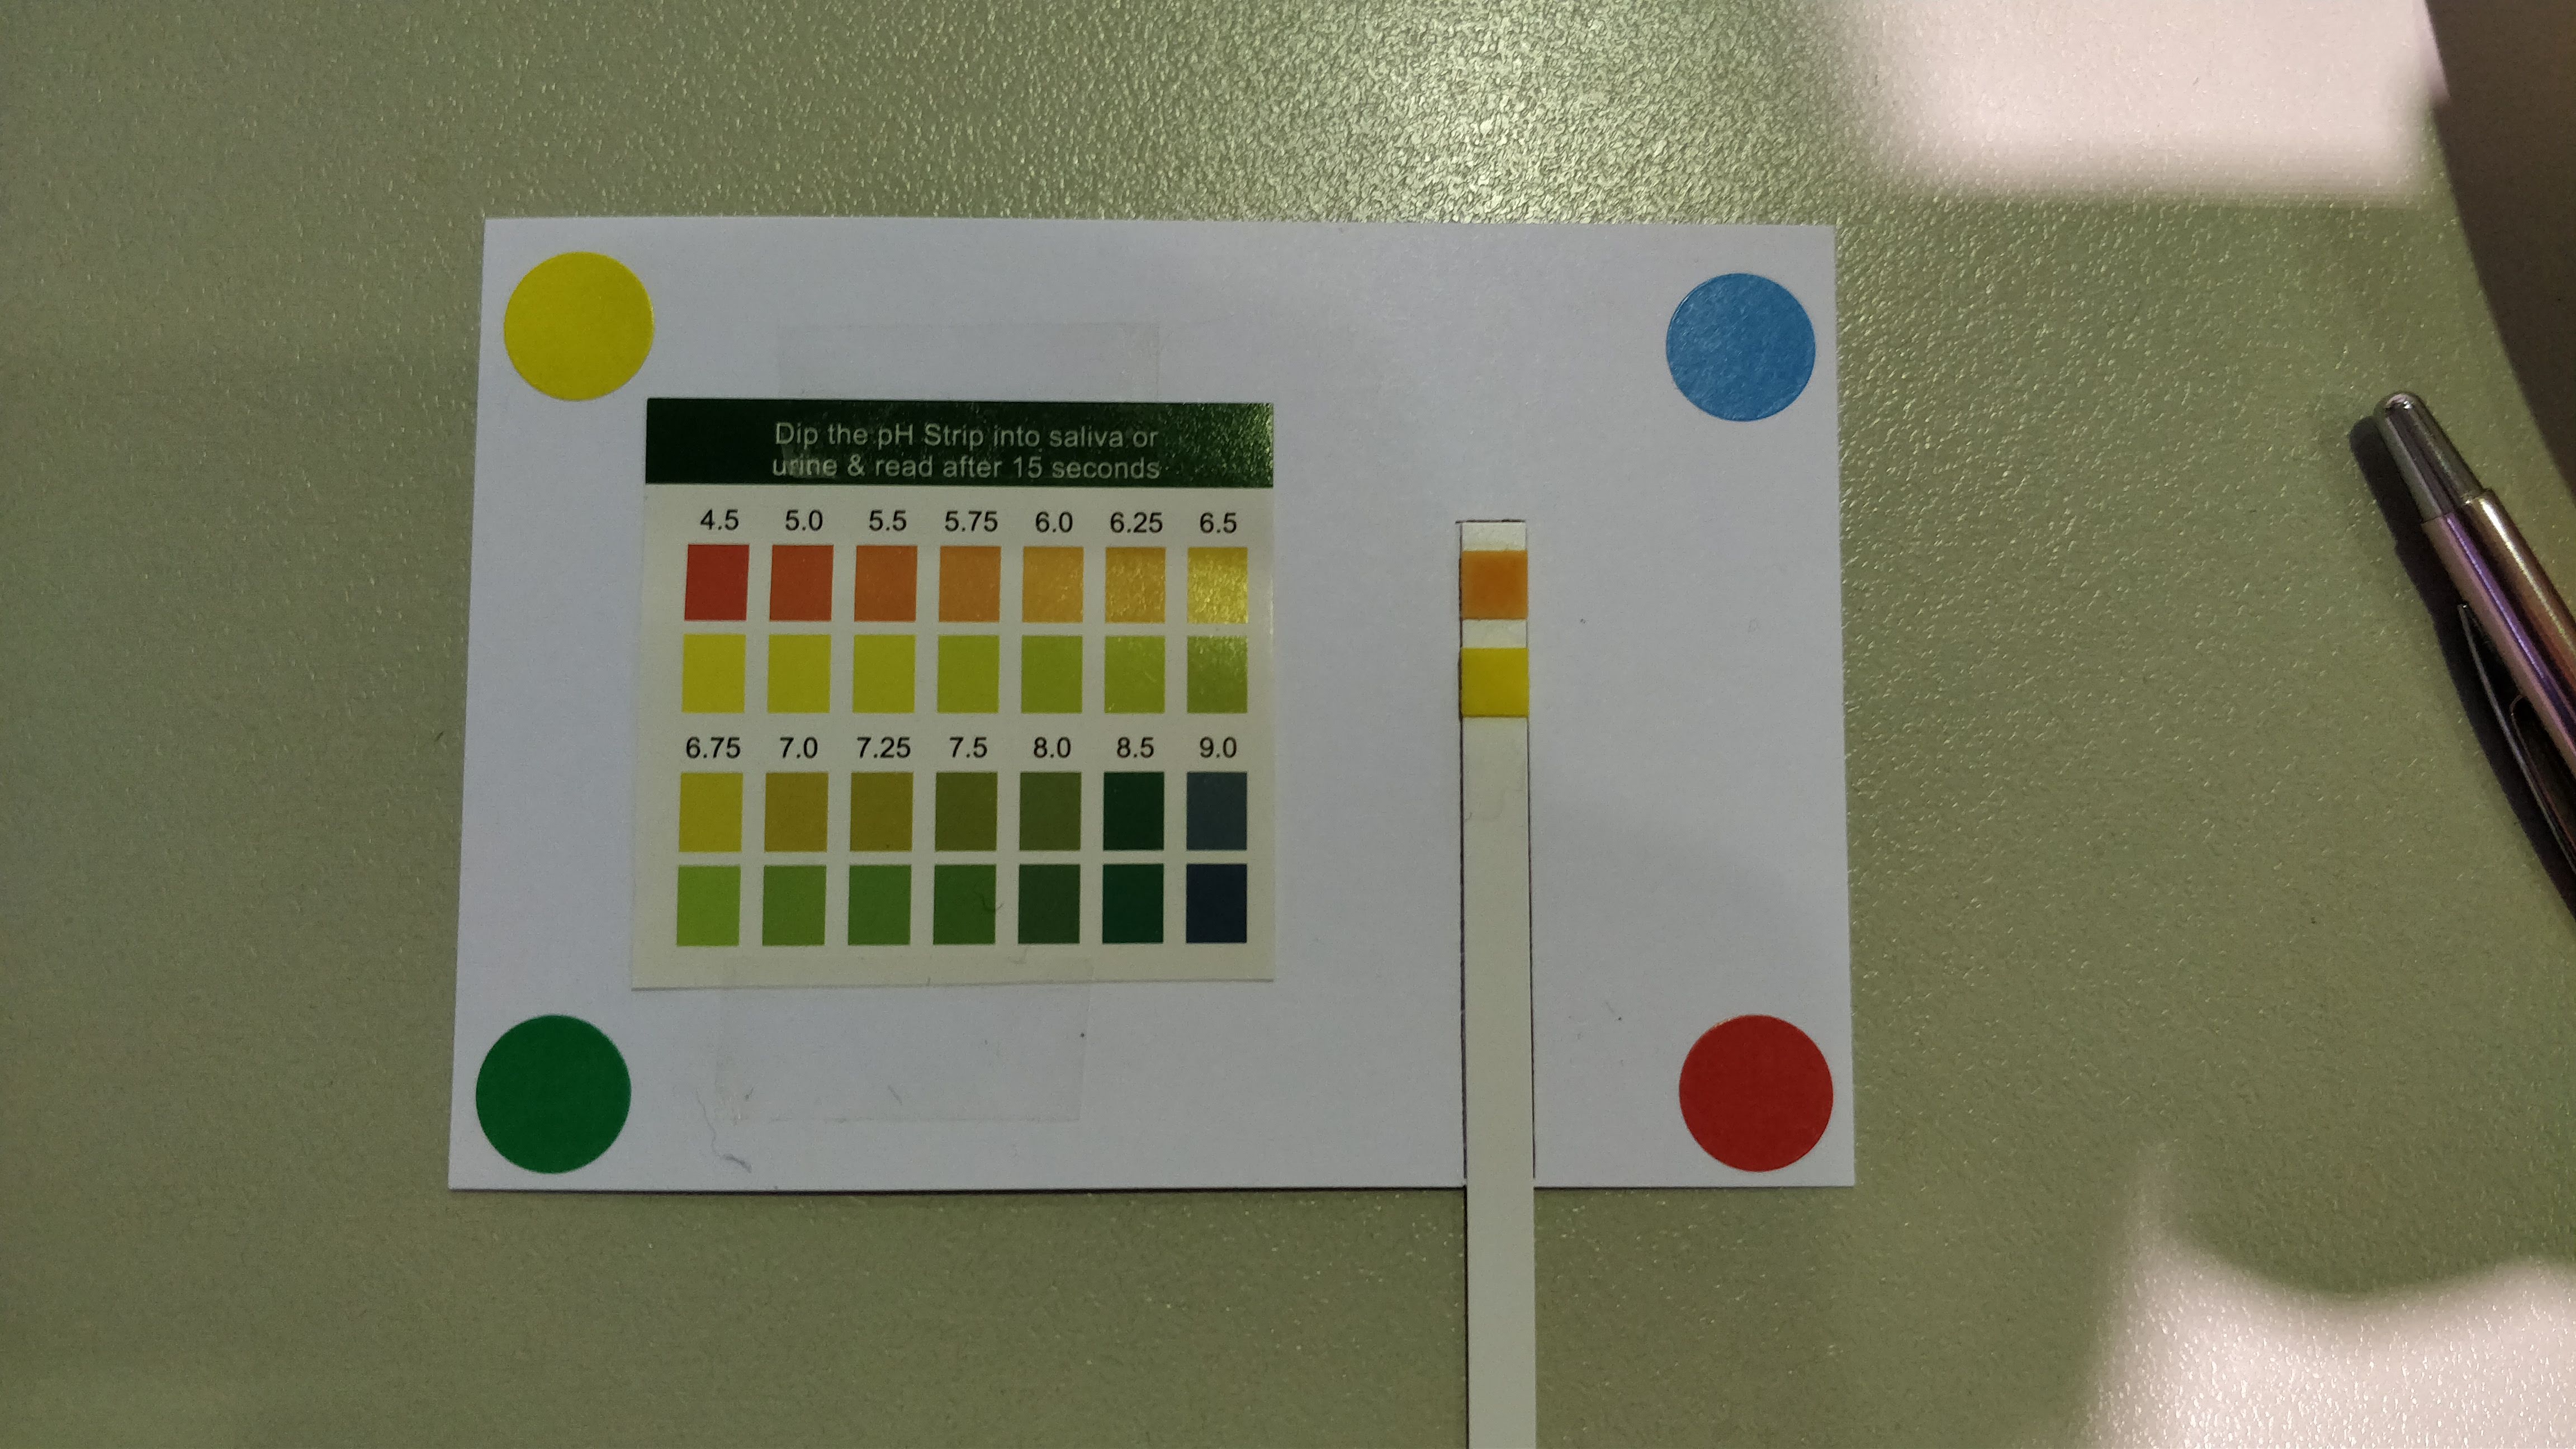 Dip the pH Strip into saliva or
urine & read after 15 seconds
4.5 5.0 5.5 5.75 6.0 6.25 6.5
6.75 7.0 7.25 7.5 8.0 8.5 9.0